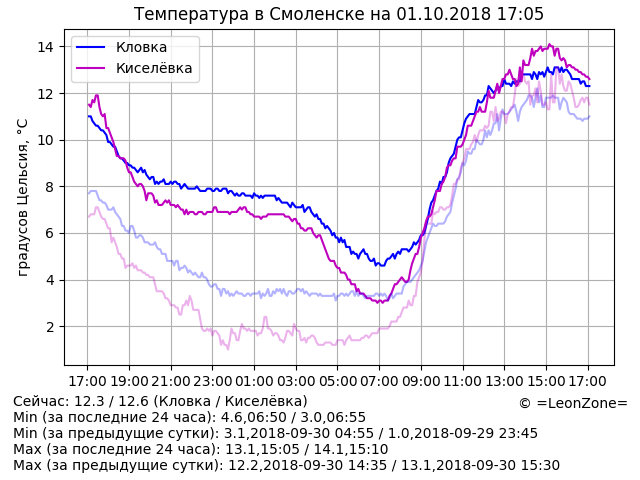 Температура в Смоленске на 01.10.2018 17:05
Кловка
Киселёвка
градусов Цельсия, °C
14
12
10
8
6
4
2
17:00 19:00 21:00 23:00 01:00 03:00 05:00 07:00 09:00 11:00 13:00 15:00 17:00
Сейчас: 12.3 / 12.6 (Кловка / Киселёвка)
© =LeonZone=
Min (за последние 24 часа): 4.6,06:50 / 3.0,06:55
Min (за предыдущие сутки): 3.1,2018-09-30 04:55 / 1.0,2018-09-29 23:45
Max (за последние 24 часа): 13.1,15:05 / 14.1,15:10
Max (за предыдущие сутки): 12.2,2018-09-30 14:35 / 13.1,2018-09-30 15:30